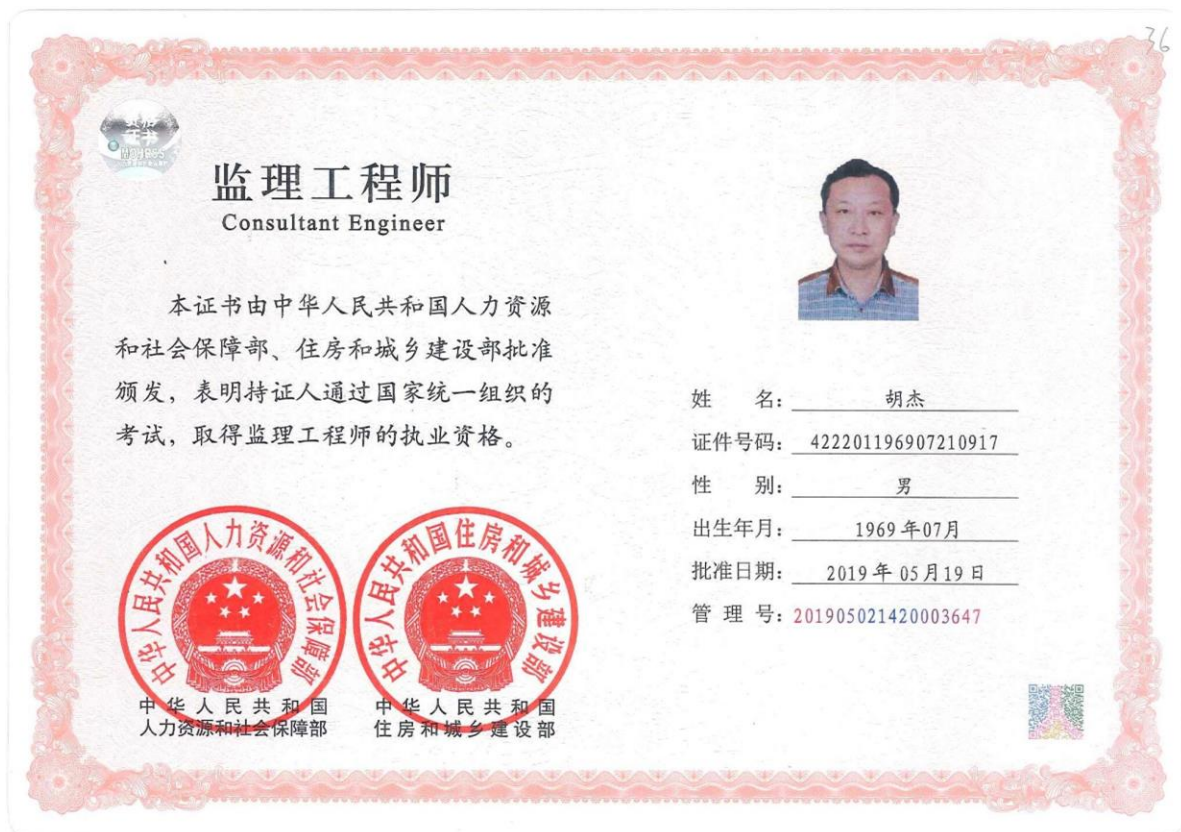 36
资格
证书
监理工程师
Consultant Engineer
本证书由中华人民共和国人力资源
和社会保障部、住房和城乡建设部批准
颁发，表明持证人通过国家统一组织的
考试，取得监理工程师的执业资格。
中华人民共和国人力资源和社会保障部
中华人民共和国住房和城乡建设部
中华人民共和国
人力资源和社会保障部
中华人民共和国
住房和城乡建设部
姓名：胡杰
证件号码：422201196907210917
性别：男
出生年月：1969年07月
批准日期：2019年05月19日
管理号：201905021420003647